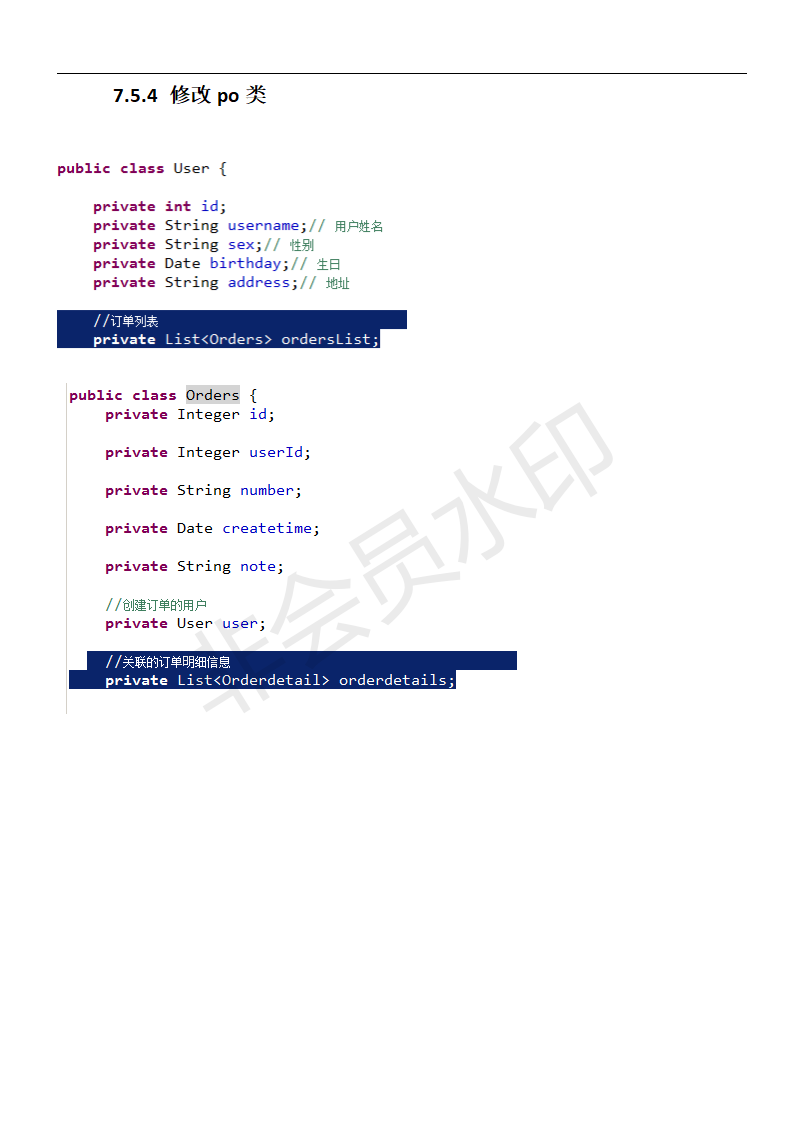 7.5.4 修改 po 类
public class User {
private int id;
private String username;// 用户姓名
private String sex;// 性别
private Date birthday;// 生日
private String address;// 地址
//订单列表
private List<Orders> ordersList;
public class Orders {
private Integer id;
private Integer userId;
private String number;
private Date createtime;
private String note;
//创建订单的用户
private User user;
//关联的订单明细信息
private List<Orderdetail> orderdetails;
非会员水印